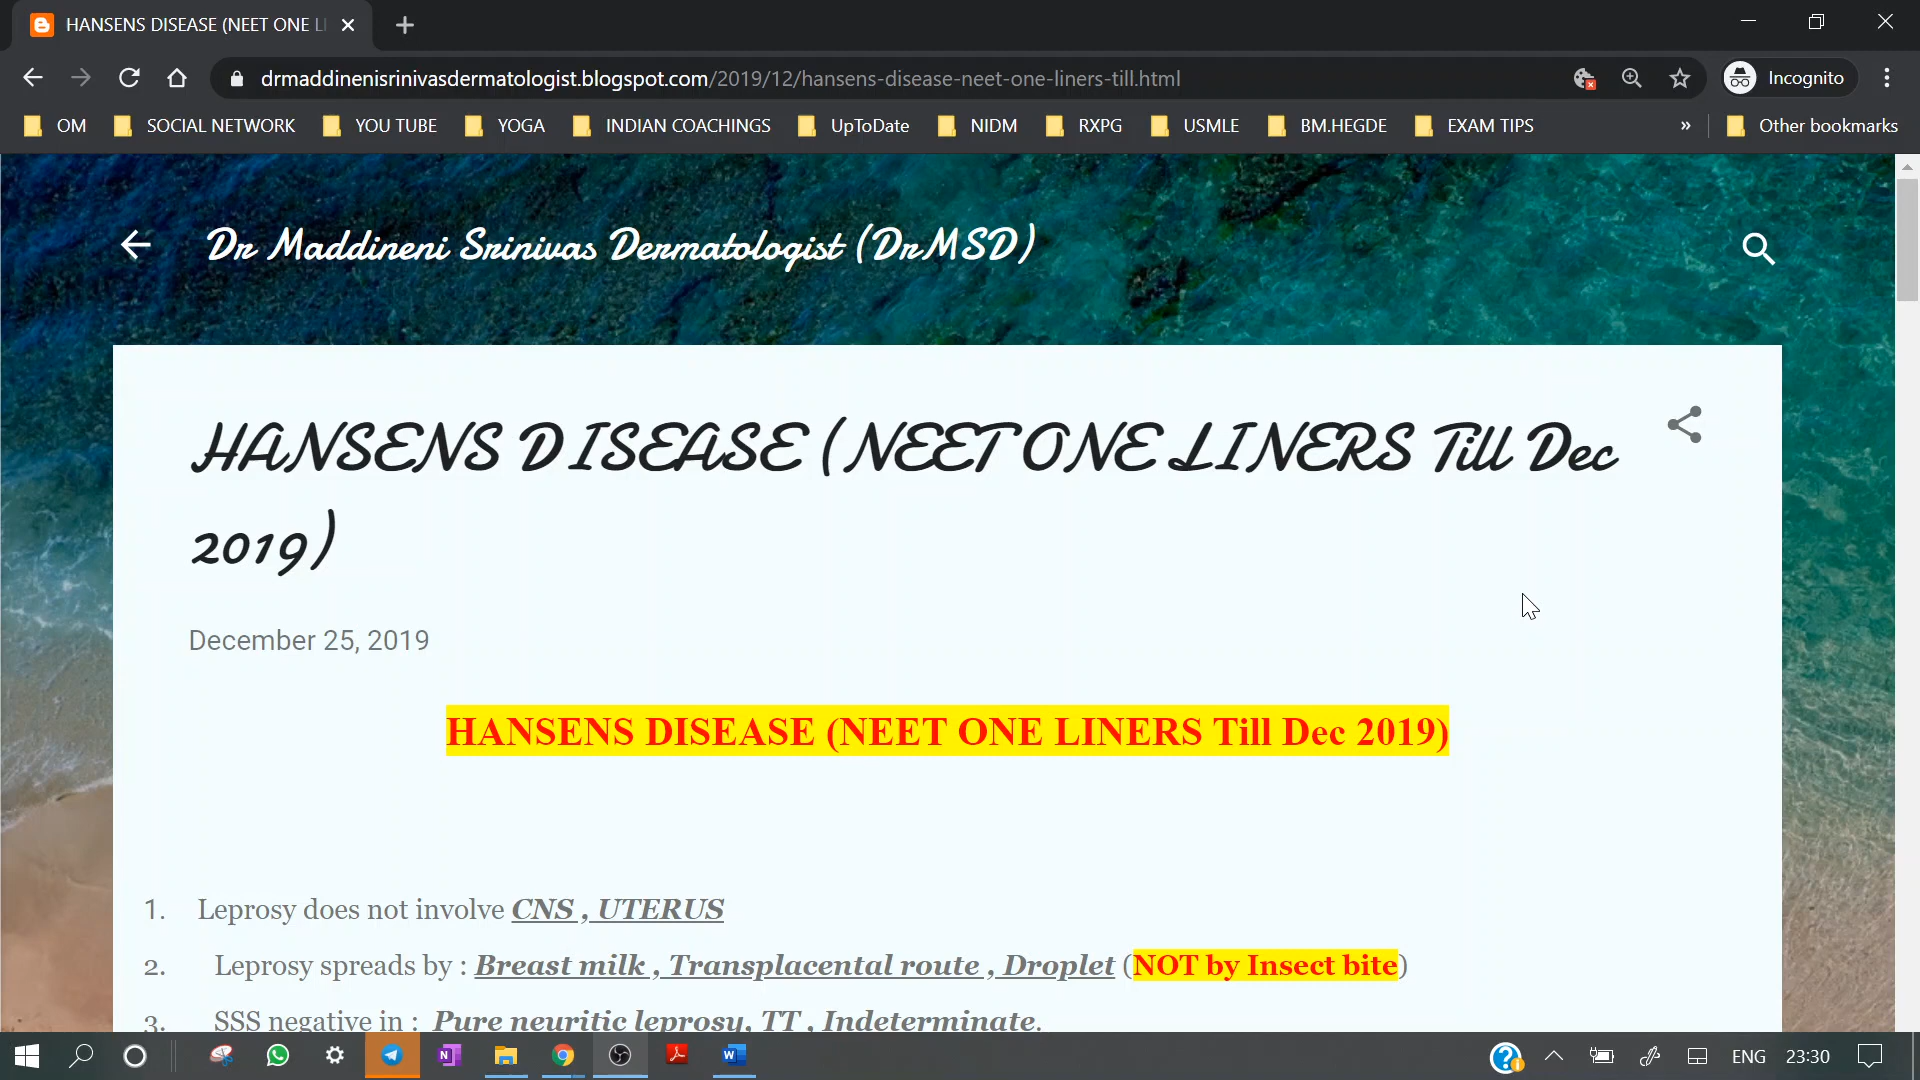 HANSENS DISEASE (NEET ONE LI
drmaddinenisrinivasdermatologist.blogspot.com/2019/12/hansens-disease-neet-one-liners-till.html
Incognito
OM SOCIAL NETWORK YOU TUBE YOGA INDIAN COACHINGS UpToDate NIDM RXPG USMLE BM.HEGDE EXAM TIPS » Other bookmarks
Dr Maddineni Srinivas Dermatologist (DrMSD)
HANSENS DISEASE (NEET ONE LINERS Till Dec
2019)
December 25, 2019
HANSENS DISEASE (NEET ONE LINERS Till Dec 2019)
1. Leprosy does not involve CNS , UTERUS
2. Leprosy spreads by : Breast milk , Transplacental route , Droplet (NOT by Insect bite)
3. SSS negative in : Pure neuritic leprosy, TT , Indeterminate.
ENG 23:30